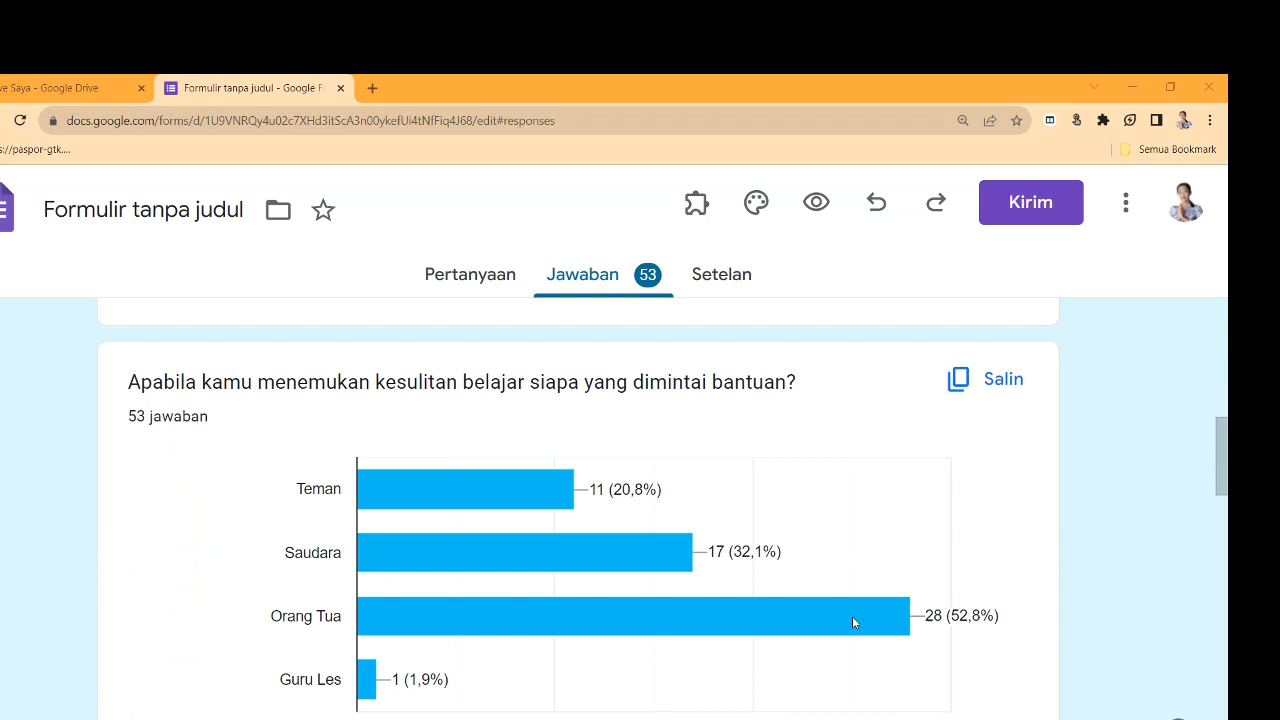 ve Saya - Google Drive
Formulir tanpa judul - Google F
docs.google.com/forms/d/1U9VNRQy4u02c7XHd3itScA3n00ykefUi4tNfFiq4J68/edit#responses
s://paspor-gtk....
Semua Bookmark
Formulir tanpa judul
Kirim
Pertanyaan
Jawaban 53
Setelan
Apabila kamu menemukan kesulitan belajar siapa yang dimintai bantuan?
Salin
53 jawaban
Teman 11 (20,8%)
Saudara 17 (32,1%)
Orang Tua 28 (52,8%)
Guru Les 1 (1,9%)